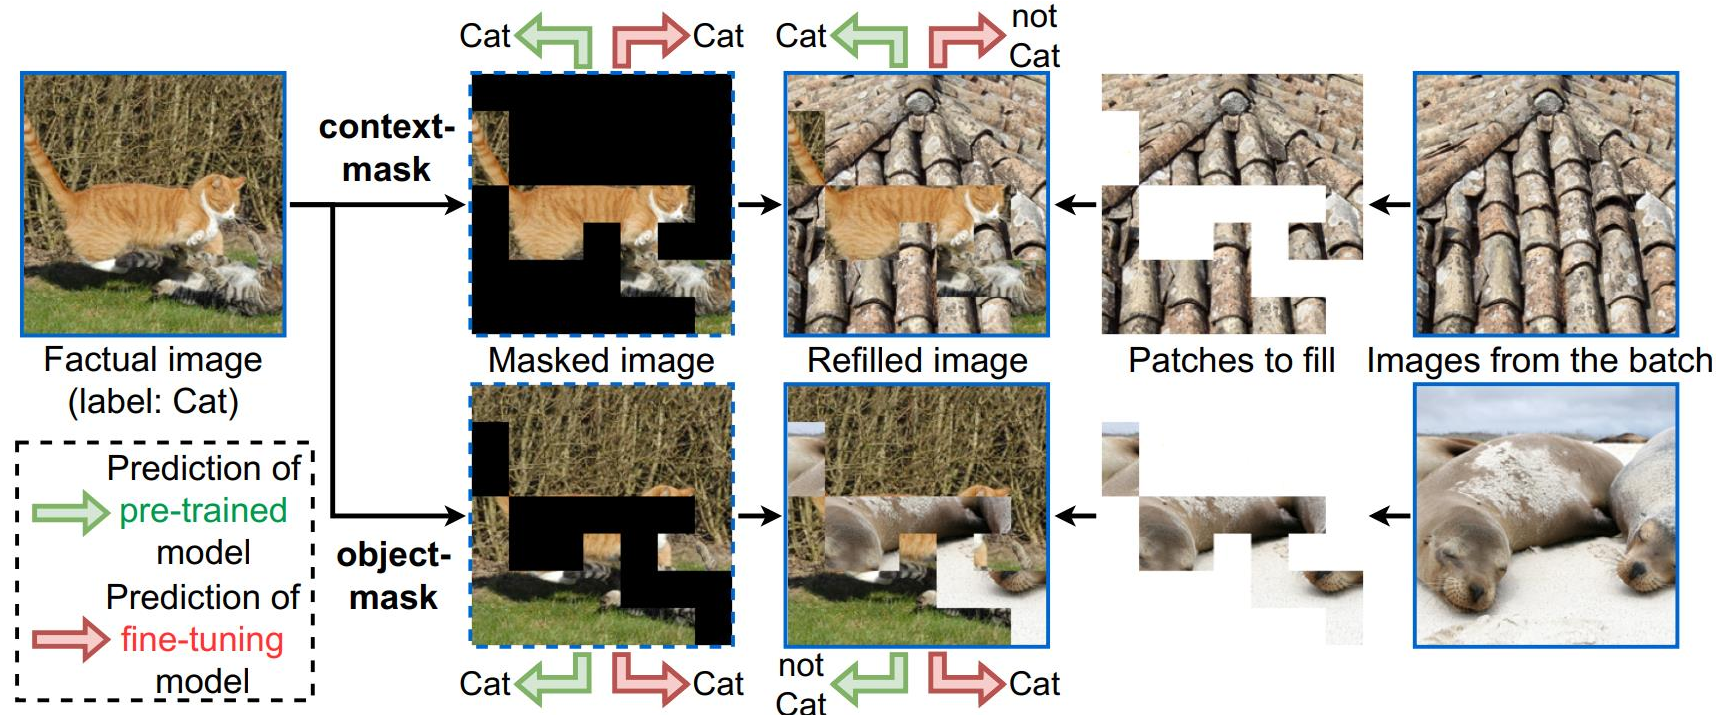 Cat
Cat
Cat
not
Cat
context-
mask
Factual image
(label: Cat)
Masked image
Refilled image
Patches to fill
Images from the batch
Prediction of
pre-trained
model
Prediction of
fine-tuning
model
object-
mask
Cat
Cat
not
Cat
Cat